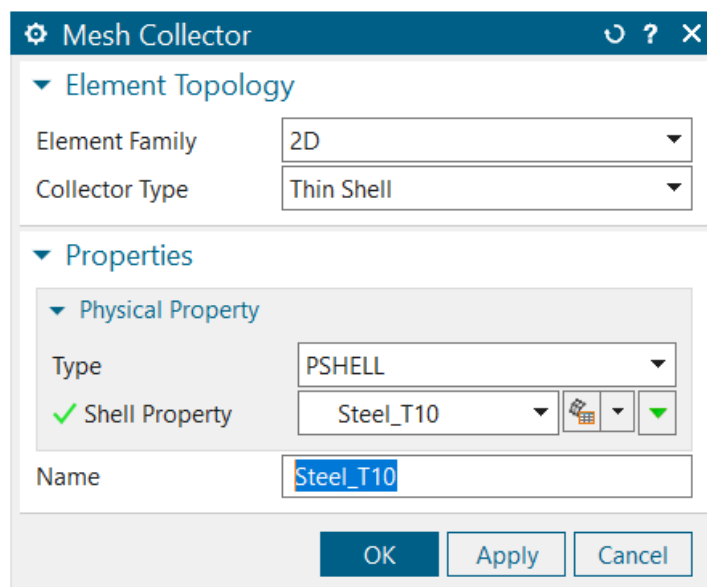 Mesh Collector ?
Element Topology
Element Family 2D
Collector Type Thin Shell
Properties
Physical Property
Type PSHELL
Shell Property Steel_T10
Name Steel_T10
OK Apply Cancel